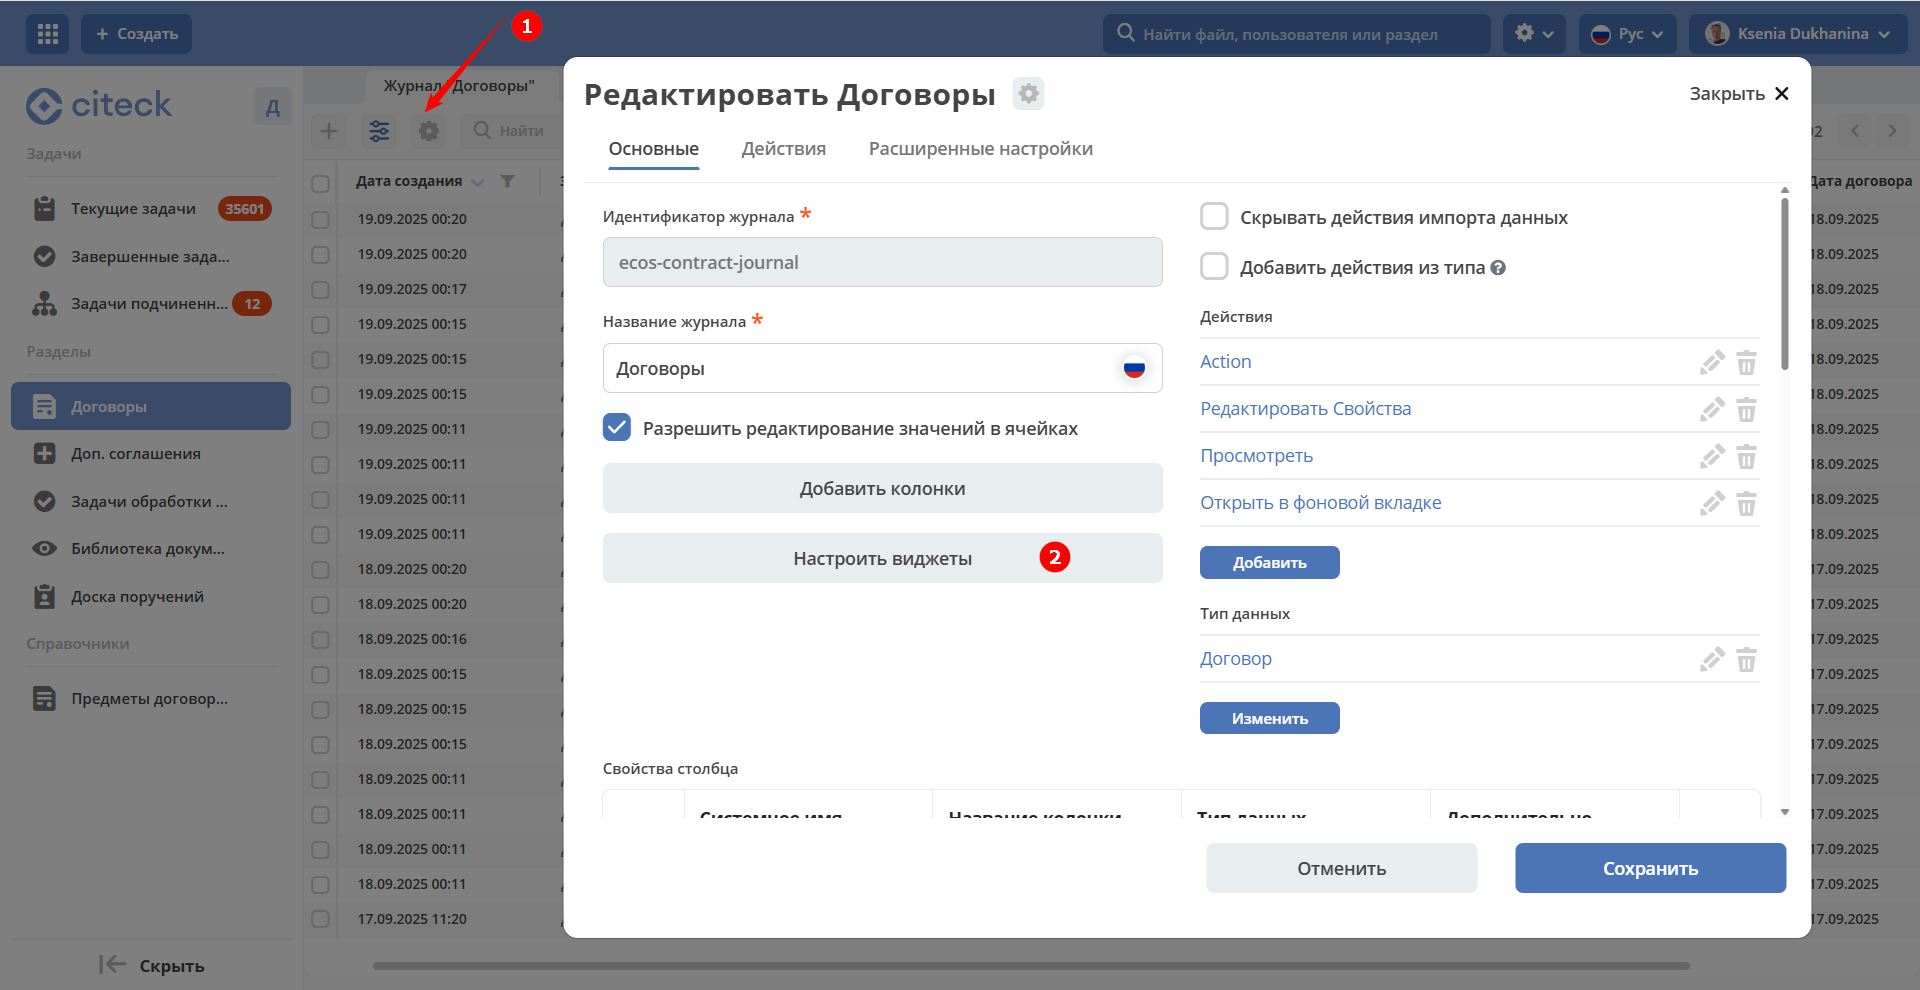 + Создать
1
Найти файл, пользователя или раздел
Рус
Ksenia Dukhanina
citeck
Д
Задачи
Текущие задачи 35601
Завершенные зада...
Задачи подчиненн... 12
Разделы
Договоры
Доп. соглашения
Задачи обработки ...
Библиотека докум...
Доска поручений
Справочники
Предметы договор...
Скрыть
Журнал "Договоры"
Найти
Дата создания
19.09.2025 00:20
19.09.2025 00:20
19.09.2025 00:17
19.09.2025 00:15
19.09.2025 00:15
19.09.2025 00:15
19.09.2025 00:11
19.09.2025 00:11
19.09.2025 00:11
19.09.2025 00:11
18.09.2025 00:20
18.09.2025 00:20
18.09.2025 00:16
18.09.2025 00:15
18.09.2025 00:15
18.09.2025 00:15
18.09.2025 00:11
18.09.2025 00:11
18.09.2025 00:11
18.09.2025 00:11
17.09.2025 11:20
Редактировать Договоры
Закрыть
Основные
Действия
Расширенные настройки
Идентификатор журнала *
ecos-contract-journal
Название журнала *
Договоры
Разрешить редактирование значений в ячейках
Добавить колонки
Настроить виджеты
2
Скрывать действия импорта данных
Добавить действия из типа ?
Действия
Action
Редактировать Свойства
Просмотреть
Открыть в фоновой вкладке
Добавить
Тип данных
Договор
Изменить
Свойства столбца
Системное имя
Название колонки
Тип данных
Дополнительно
Отменить
Сохранить
Дата договора
18.09.2025
18.09.2025
18.09.2025
18.09.2025
18.09.2025
18.09.2025
18.09.2025
18.09.2025
18.09.2025
18.09.2025
17.09.2025
17.09.2025
17.09.2025
17.09.2025
17.09.2025
17.09.2025
17.09.2025
17.09.2025
17.09.2025
17.09.2025
17.09.2025